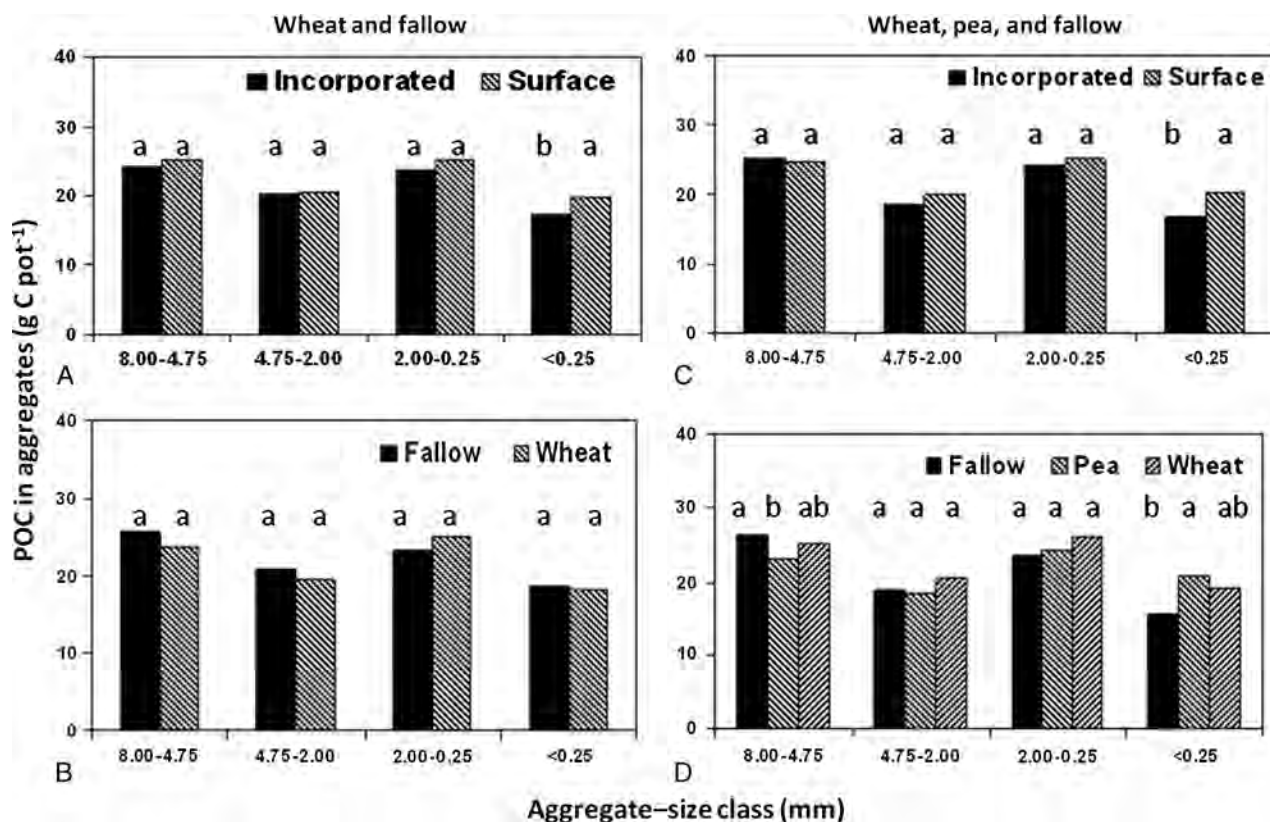 Wheat and fallow
Wheat, pea, and fallow
POC in aggregates (g C pot⁻¹)
40
30
20
10
0
Incorporated Surface
a a a a a a b a
8.00-4.75 4.75-2.00 2.00-0.25 <0.25
A
40
30
20
10
0
Incorporated Surface
a a a a a a b a
8.00-4.75 4.75-2.00 2.00-0.25 <0.25
C
40
30
20
10
0
Fallow Wheat
a a a a a a a a
8.00-4.75 4.75-2.00 2.00-0.25 <0.25
B
40
30
20
10
0
Fallow Pea Wheat
a b ab a a a a a a b a ab
8.00-4.75 4.75-2.00 2.00-0.25 <0.25
D
Aggregate–size class (mm)